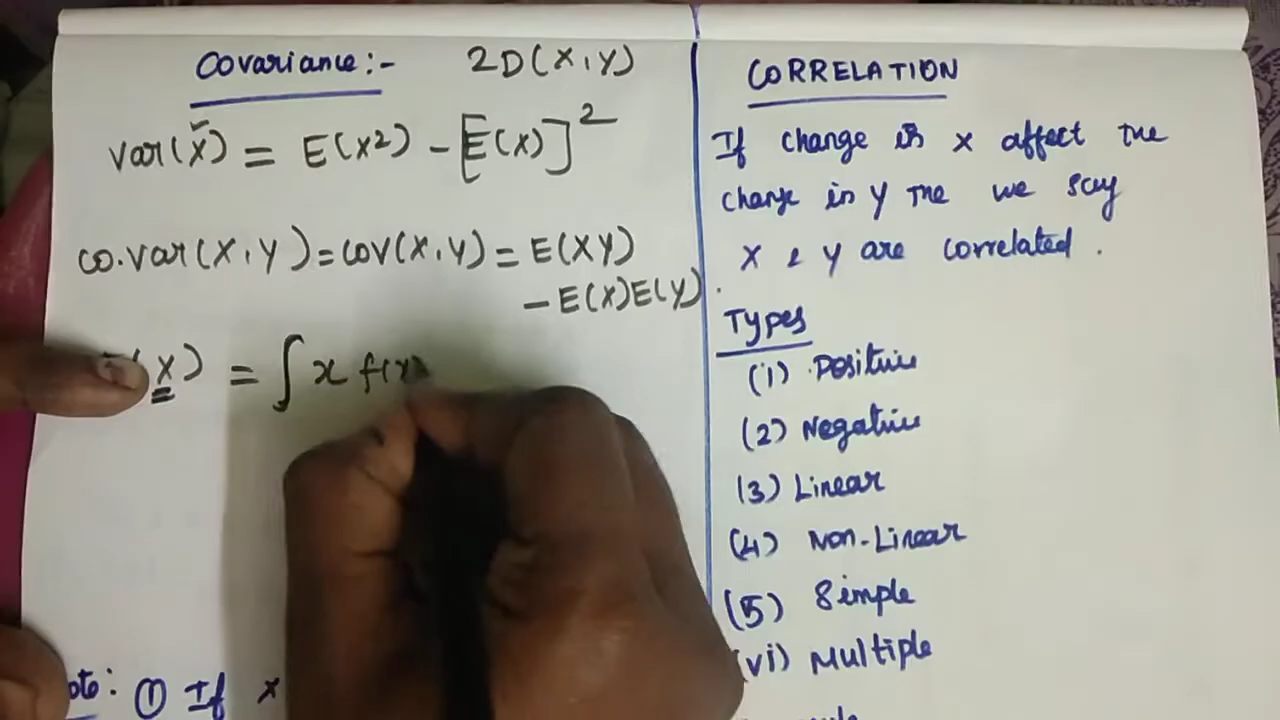 Covariance:- 2D(X,Y)
var(X) = E(X²) - [E(X)]²
co.var(X,Y) = COV(X,Y) = E(XY)
- E(X)E(Y).
(X) = ∫ x f(x)
ote: ① If X
CORRELATION
If change in x affect the
change in y the we say
x & y are correlated.
Types
(1) Positive
(2) Negative
(3) Linear
(4) Non-Linear
(5) Simple
(vi) Multiple